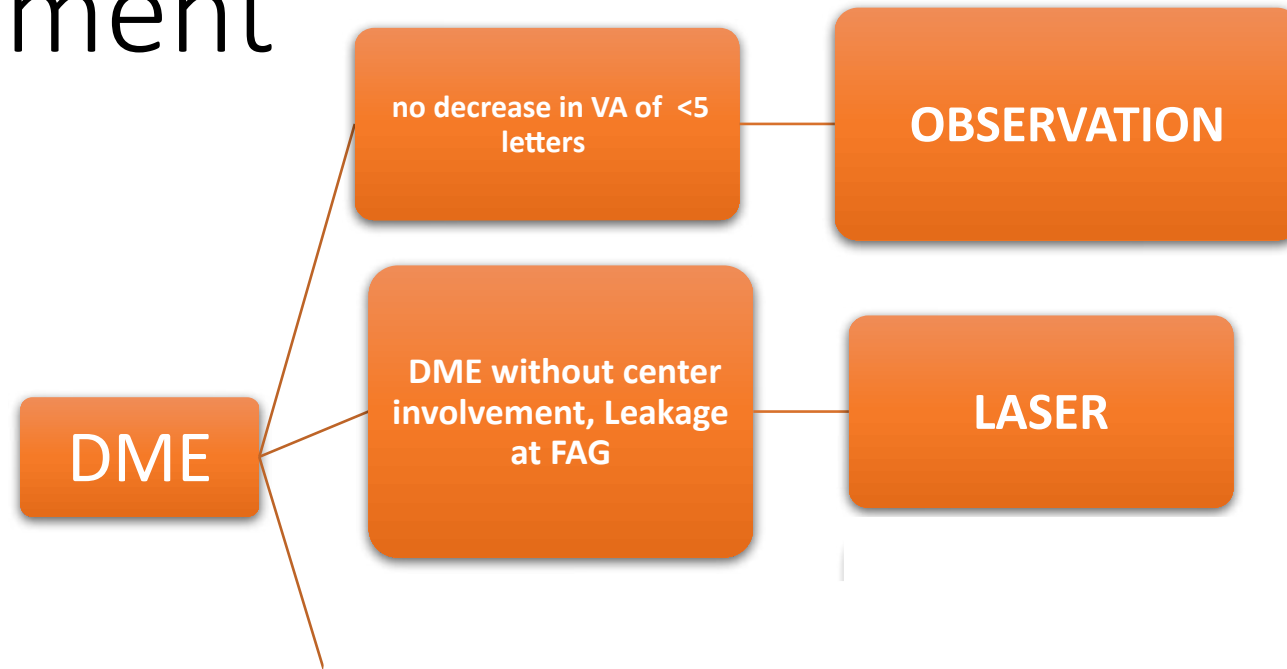 ment
no decrease in VA of <5
letters
OBSERVATION
DME without center
involvement, Leakage
at FAG
LASER
DME